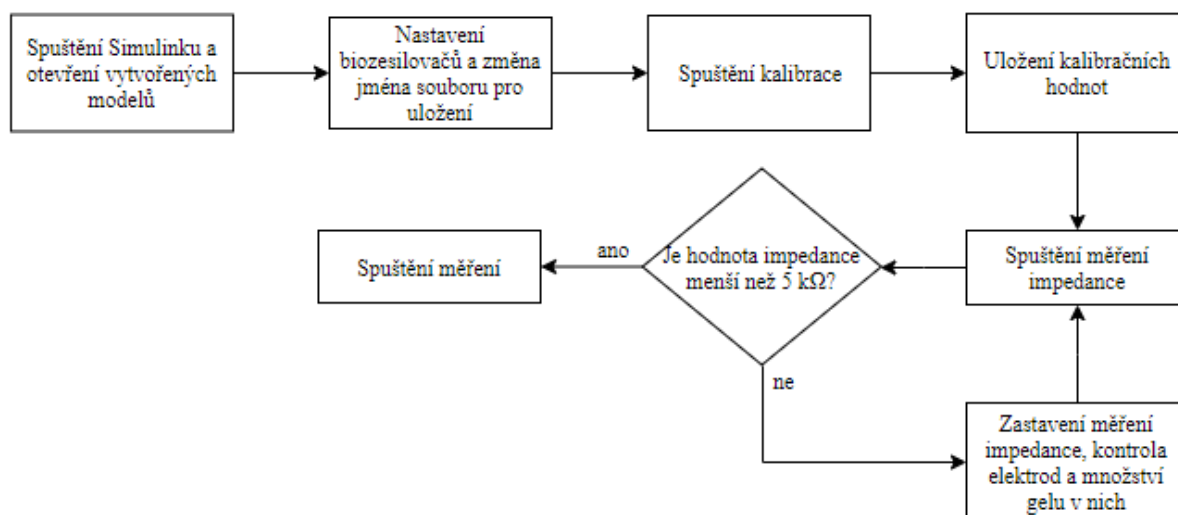 Spuštění Simulinku a
otevření vytvořených
modelů
Nastavení
biozesilovačů a změna
jména souboru pro
uložení
Spuštění kalibrace
Uložení kalibračních
hodnot
Spuštění měření
impedance
Je hodnota impedance
menší než 5 kΩ?
ano
Spuštění měření
ne
Zastavení měření
impedance, kontrola
elektrod a množství
gelu v nich